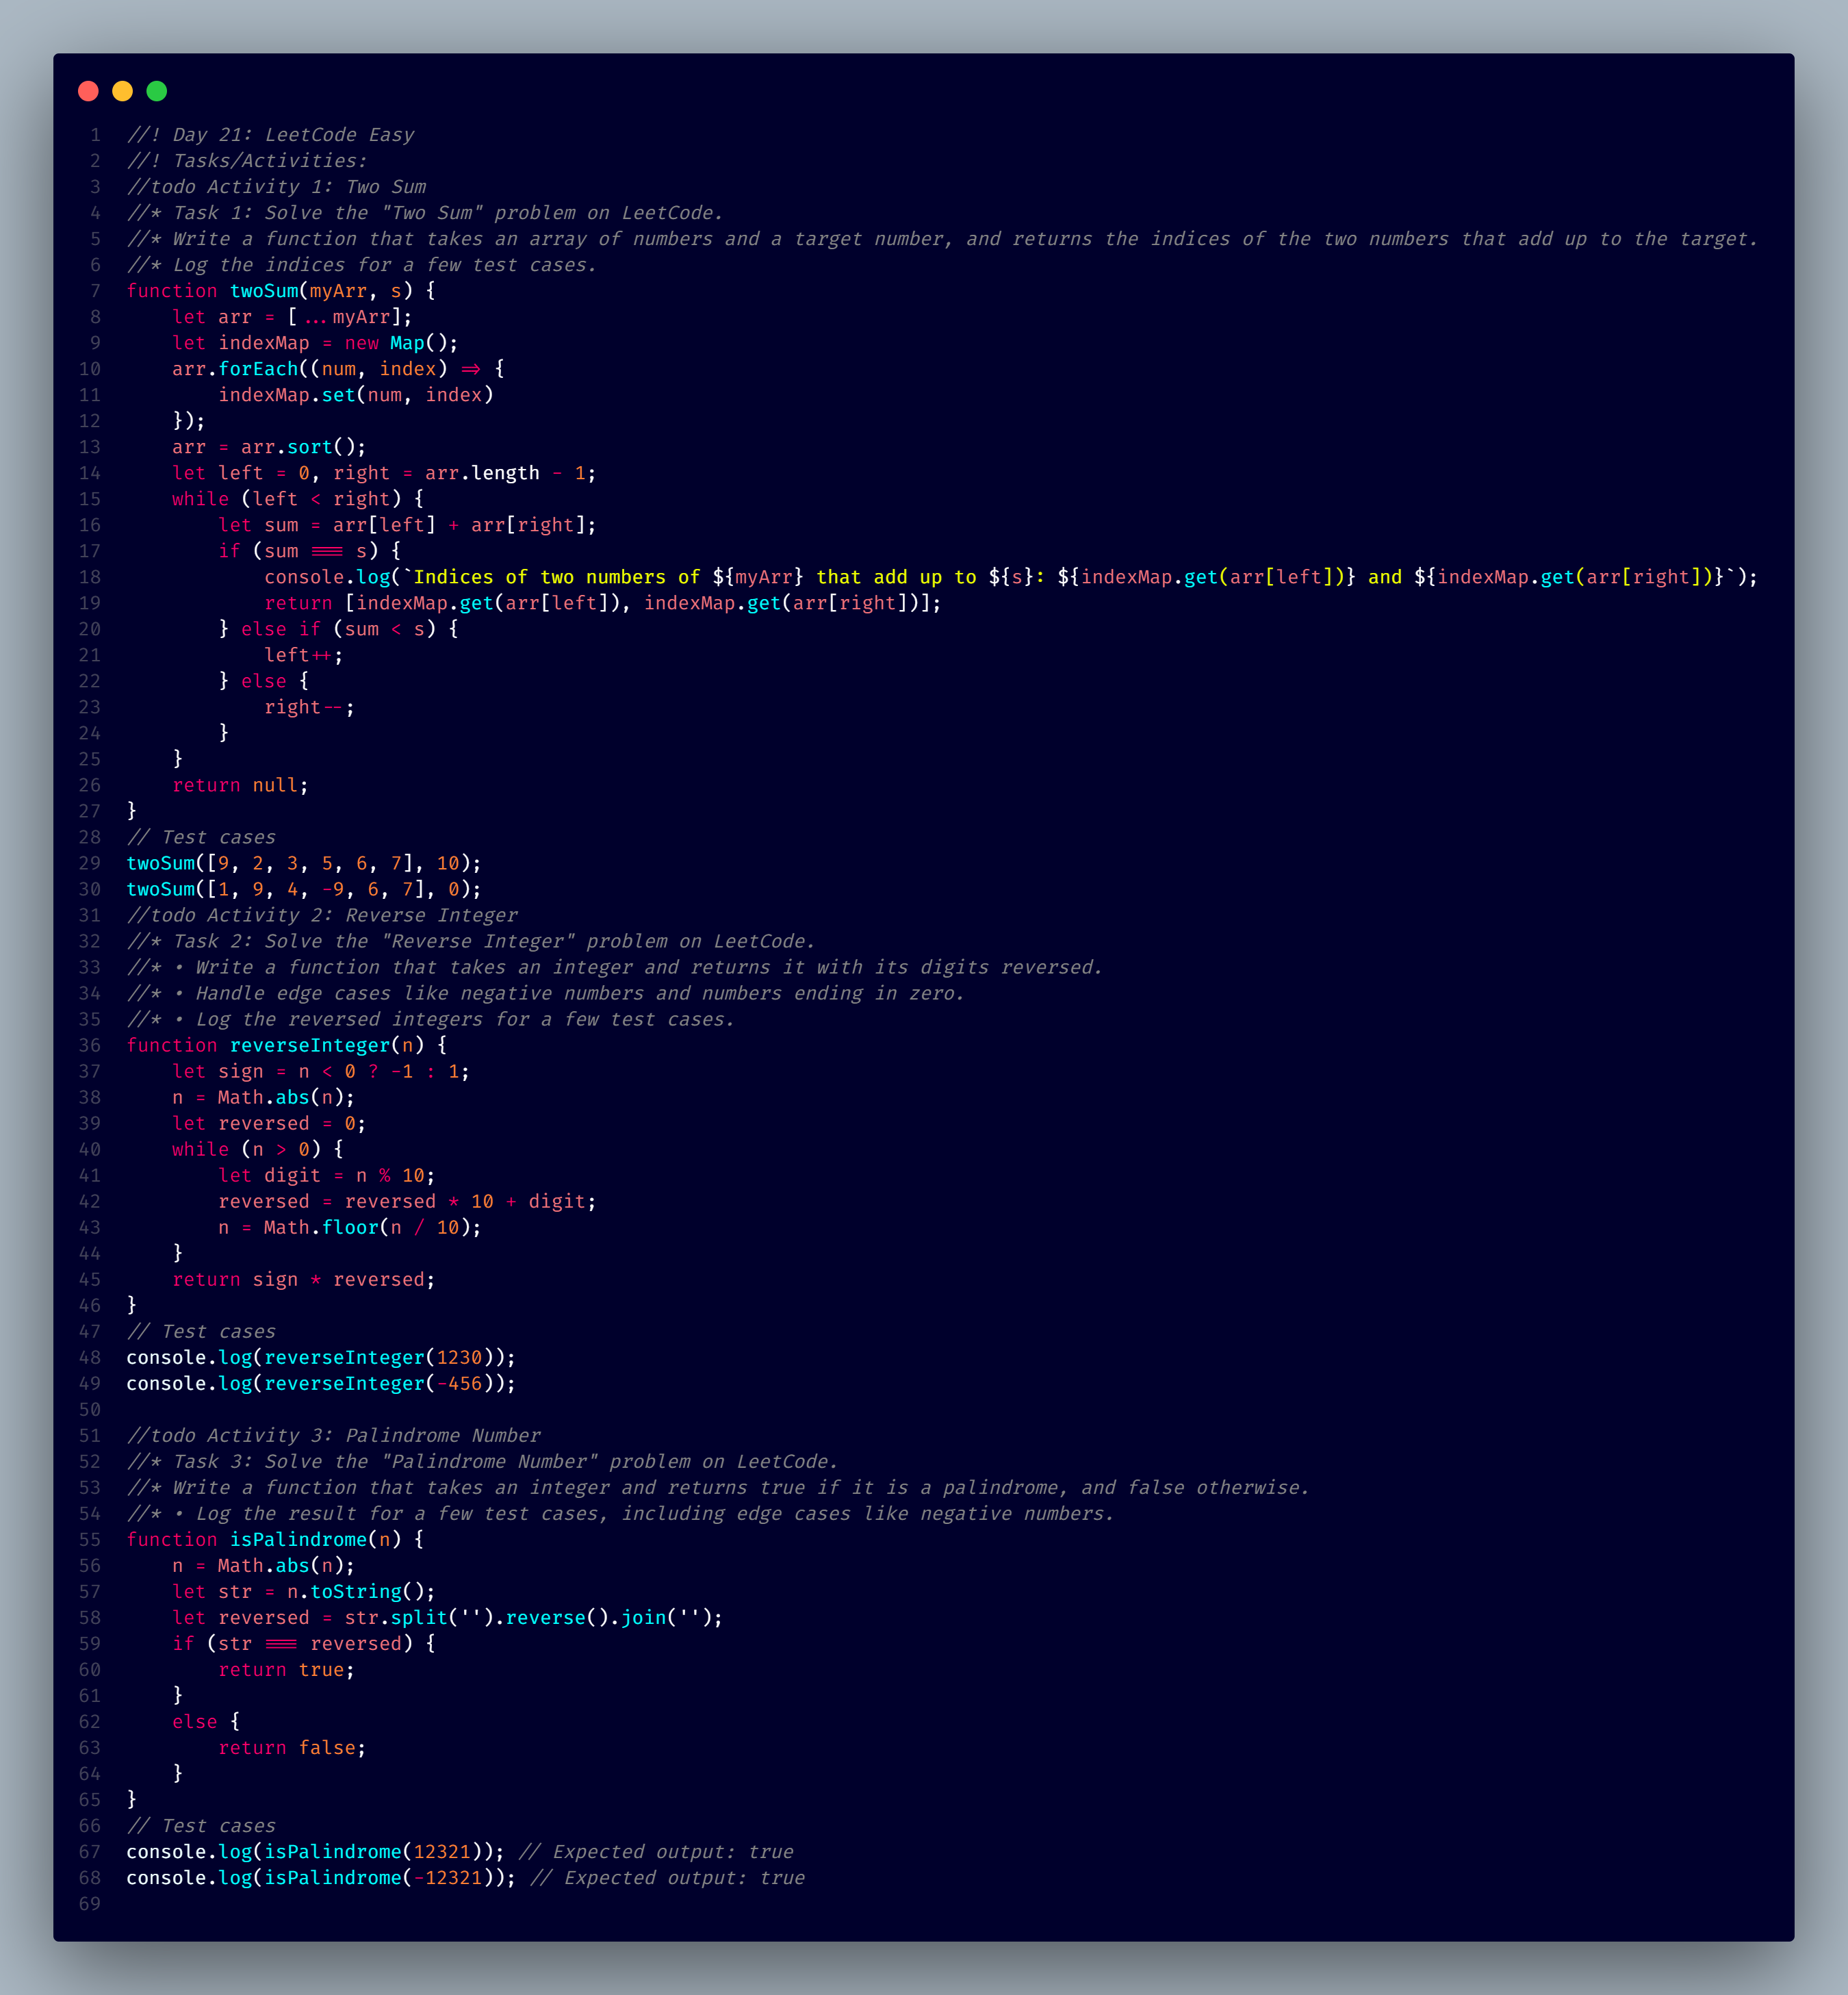 1 //! Day 21: LeetCode Easy
2 //! Tasks/Activities:
3 //todo Activity 1: Two Sum
4 //* Task 1: Solve the "Two Sum" problem on LeetCode.
5 //* Write a function that takes an array of numbers and a target number, and returns the indices of the two numbers that add up to the target.
6 //* Log the indices for a few test cases.
7 function twoSum(myArr, s) {
8     let arr = [...myArr];
9     let indexMap = new Map();
10     arr.forEach((num, index) => {
11         indexMap.set(num, index)
12     });
13     arr = arr.sort();
14     let left = 0, right = arr.length - 1;
15     while (left < right) {
16         let sum = arr[left] + arr[right];
17         if (sum === s) {
18             console.log(`Indices of two numbers of ${myArr} that add up to ${s}: ${indexMap.get(arr[left])} and ${indexMap.get(arr[right])}`);
19             return [indexMap.get(arr[left]), indexMap.get(arr[right])];
20         } else if (sum < s) {
21             left++;
22         } else {
23             right--;
24         }
25     }
26     return null;
27 }
28 // Test cases
29 twoSum([9, 2, 3, 5, 6, 7], 10);
30 twoSum([1, 9, 4, -9, 6, 7], 0);
31 //todo Activity 2: Reverse Integer
32 //* Task 2: Solve the "Reverse Integer" problem on LeetCode.
33 //* • Write a function that takes an integer and returns it with its digits reversed.
34 //* • Handle edge cases like negative numbers and numbers ending in zero.
35 //* • Log the reversed integers for a few test cases.
36 function reverseInteger(n) {
37     let sign = n < 0 ? -1 : 1;
38     n = Math.abs(n);
39     let reversed = 0;
40     while (n > 0) {
41         let digit = n % 10;
42         reversed = reversed * 10 + digit;
43         n = Math.floor(n / 10);
44     }
45     return sign * reversed;
46 }
47 // Test cases
48 console.log(reverseInteger(1230));
49 console.log(reverseInteger(-456));
50
51 //todo Activity 3: Palindrome Number
52 //* Task 3: Solve the "Palindrome Number" problem on LeetCode.
53 //* Write a function that takes an integer and returns true if it is a palindrome, and false otherwise.
54 //* • Log the result for a few test cases, including edge cases like negative numbers.
55 function isPalindrome(n) {
56     n = Math.abs(n);
57     let str = n.toString();
58     let reversed = str.split('').reverse().join('');
59     if (str === reversed) {
60         return true;
61     }
62     else {
63         return false;
64     }
65 }
66 // Test cases
67 console.log(isPalindrome(12321)); // Expected output: true
68 console.log(isPalindrome(-12321)); // Expected output: true
69